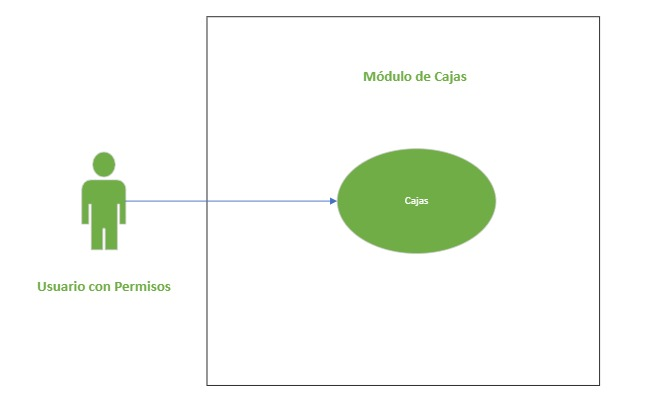 Módulo de Cajas
Cajas
Usuario con Permisos